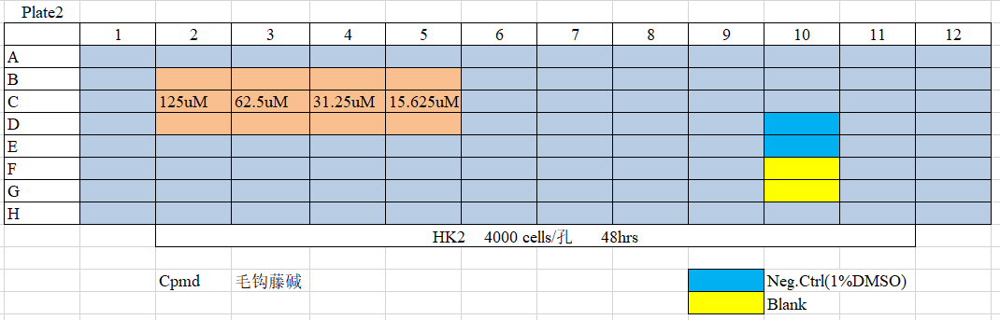 Plate2
1 2 3 4 5 6 7 8 9 10 11 12
A
B
C 125uM 62.5uM 31.25uM 15.625uM
D
E
F
G
H
HK2 4000 cells/孔 48hrs
Cpmd 毛钩藤碱 Neg.Ctrl(1%DMSO)
Blank